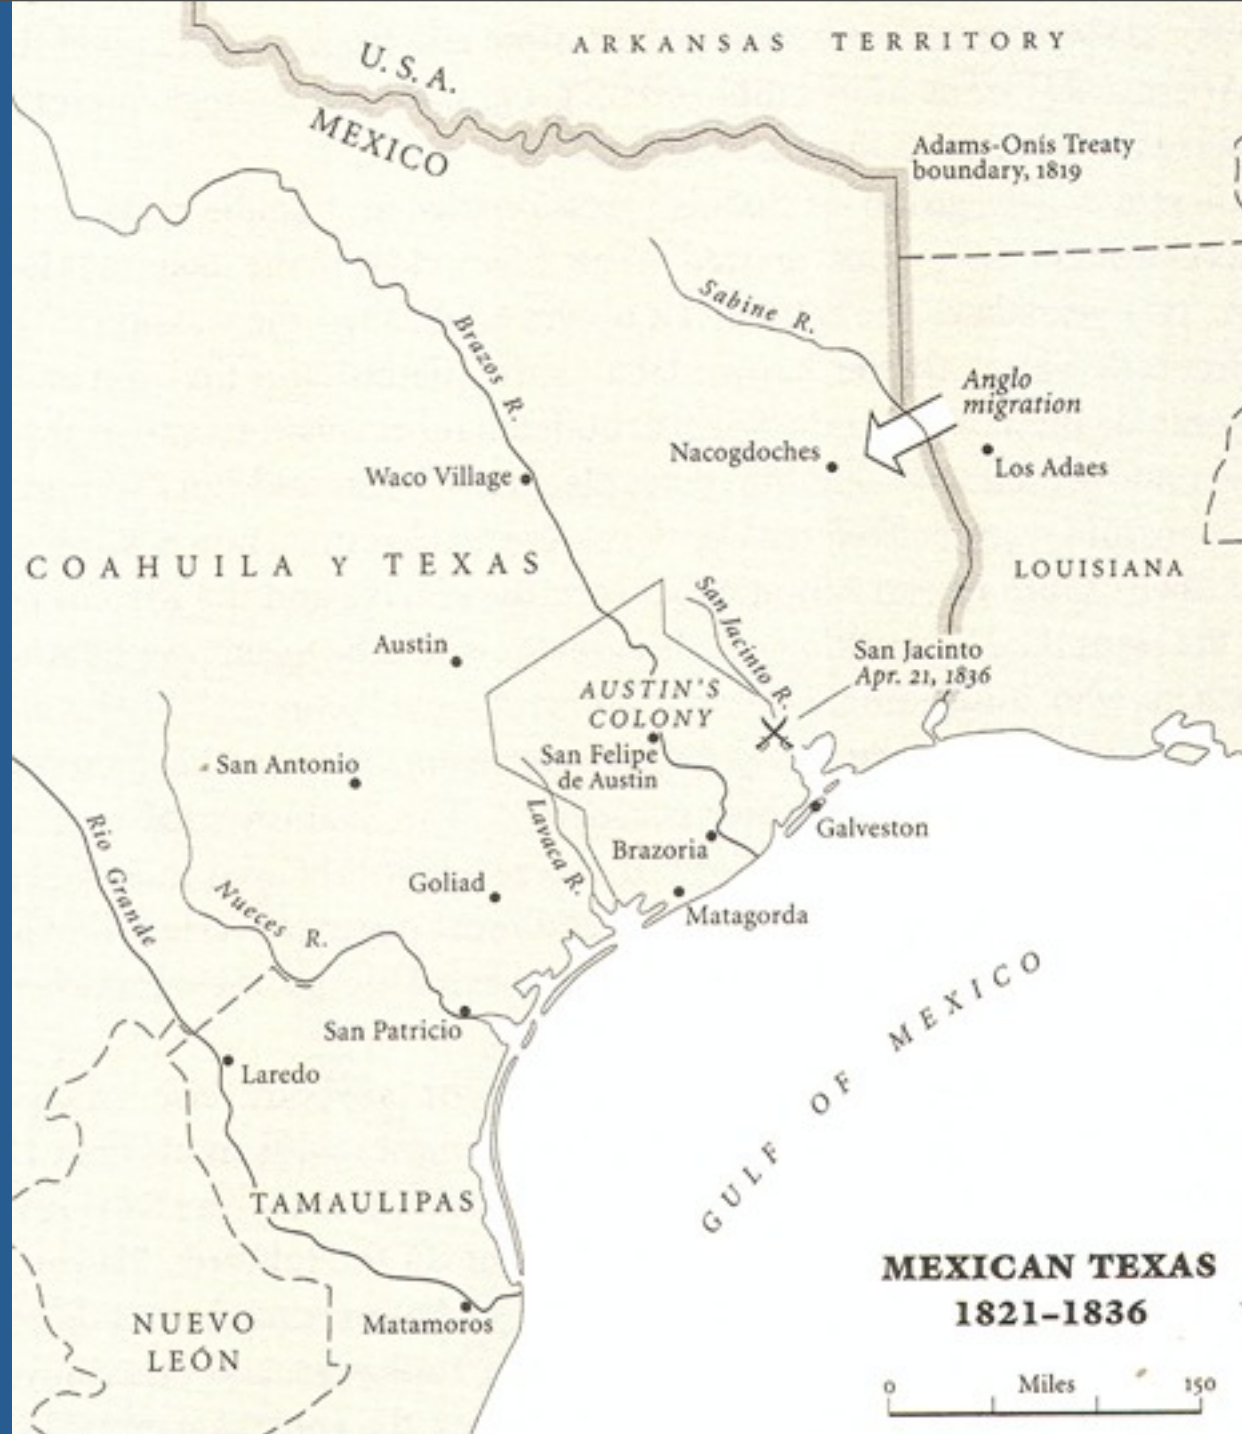 ARKANSAS TERRITORY
U.S.A.
MEXICO
Adams-Onís Treaty
boundary, 1819
Sabine R.
Brazos R.
Anglo
migration
Nacogdoches
Los Adaes
Waco Village
COAHUILA Y TEXAS
LOUISIANA
San Jacinto R.
Austin
San Jacinto
Apr. 21, 1836
AUSTIN'S
COLONY
San Felipe
de Austin
San Antonio
Rio Grande
Lavaca R.
Galveston
Brazoria
Goliad
Nueces R.
Matagorda
GULF OF MEXICO
San Patricio
Laredo
TAMAULIPAS
MEXICAN TEXAS
1821–1836
NUEVO
LEÓN
Matamoros
0 Miles 150